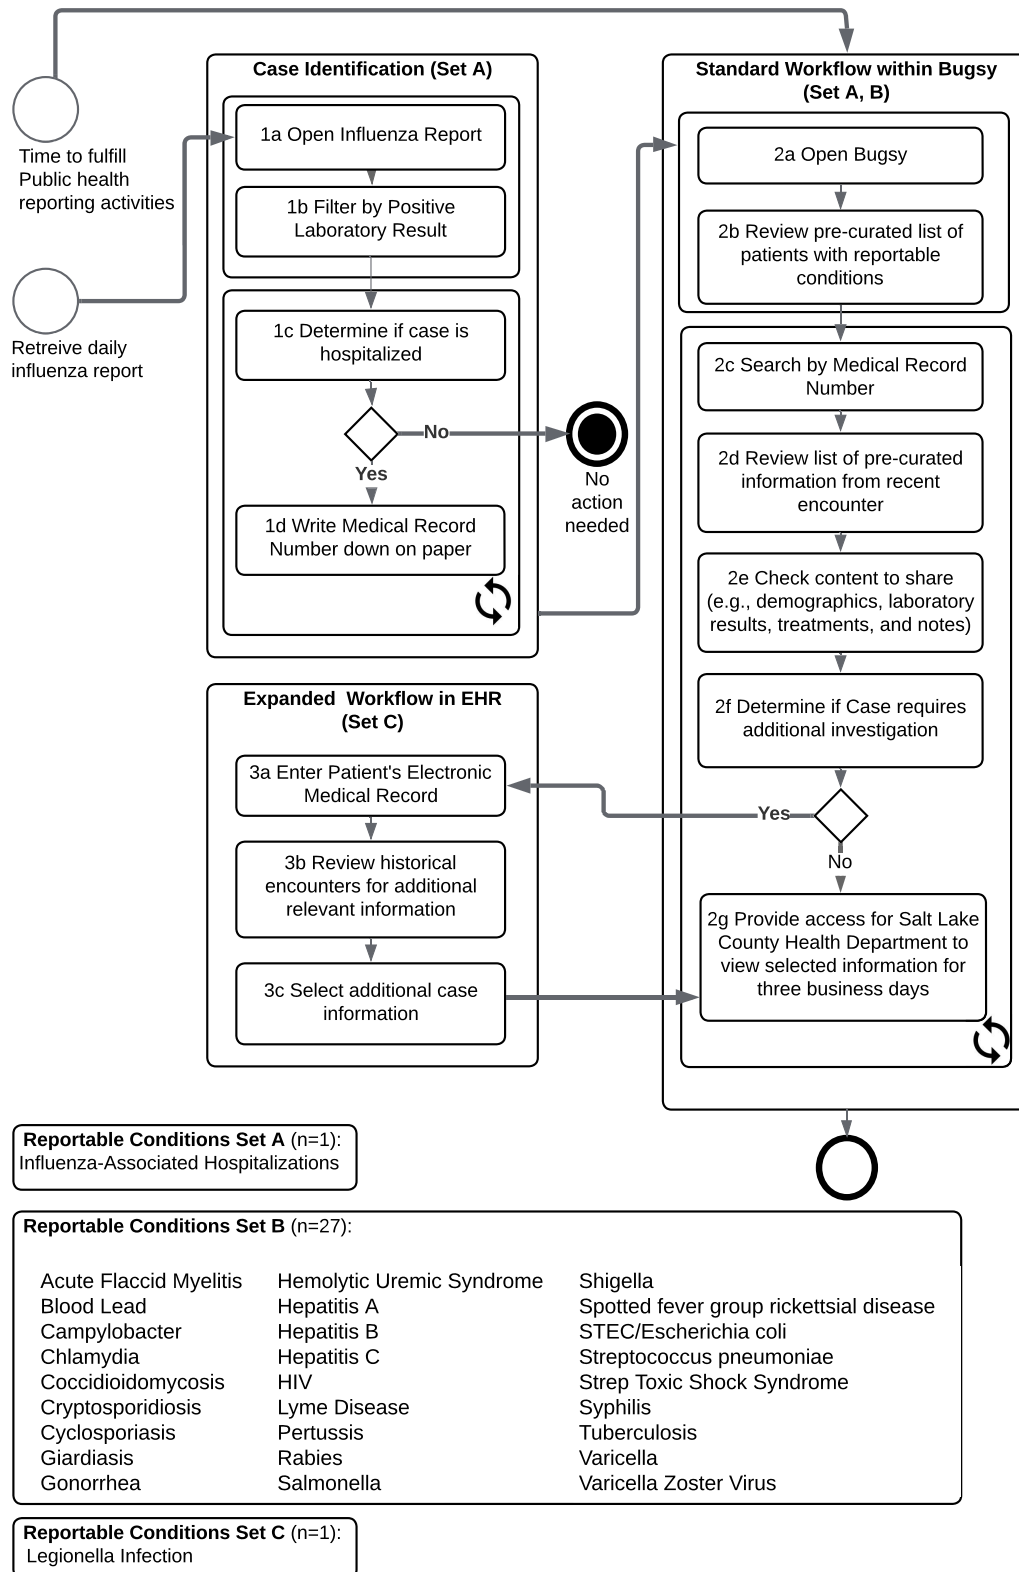 Time to fulfill
Public health
reporting activities
Retreive daily
influenza report
Case Identification (Set A)
1a Open Influenza Report
1b Filter by Positive
Laboratory Result
1c Determine if case is
hospitalized
No
Yes
1d Write Medical Record
Number down on paper
No
action
needed
Standard Workflow within Bugsy
(Set A, B)
2a Open Bugsy
2b Review pre-curated list of
patients with reportable
conditions
2c Search by Medical Record
Number
2d Review list of pre-curated
information from recent
encounter
2e Check content to share
(e.g., demographics, laboratory
results, treatments, and notes)
2f Determine if Case requires
additional investigation
Yes
No
2g Provide access for Salt Lake
County Health Department to
view selected information for
three business days
Expanded Workflow in EHR
(Set C)
3a Enter Patient's Electronic
Medical Record
3b Review historical
encounters for additional
relevant information
3c Select additional case
information
Reportable Conditions Set A (n=1):
Influenza-Associated Hospitalizations
Reportable Conditions Set B (n=27):
Acute Flaccid Myelitis
Blood Lead
Campylobacter
Chlamydia
Coccidioidomycosis
Cryptosporidiosis
Cyclosporiasis
Giardiasis
Gonorrhea
Hemolytic Uremic Syndrome
Hepatitis A
Hepatitis B
Hepatitis C
HIV
Lyme Disease
Pertussis
Rabies
Salmonella
Shigella
Spotted fever group rickettsial disease
STEC/Escherichia coli
Streptococcus pneumoniae
Strep Toxic Shock Syndrome
Syphilis
Tuberculosis
Varicella
Varicella Zoster Virus
Reportable Conditions Set C (n=1):
Legionella Infection